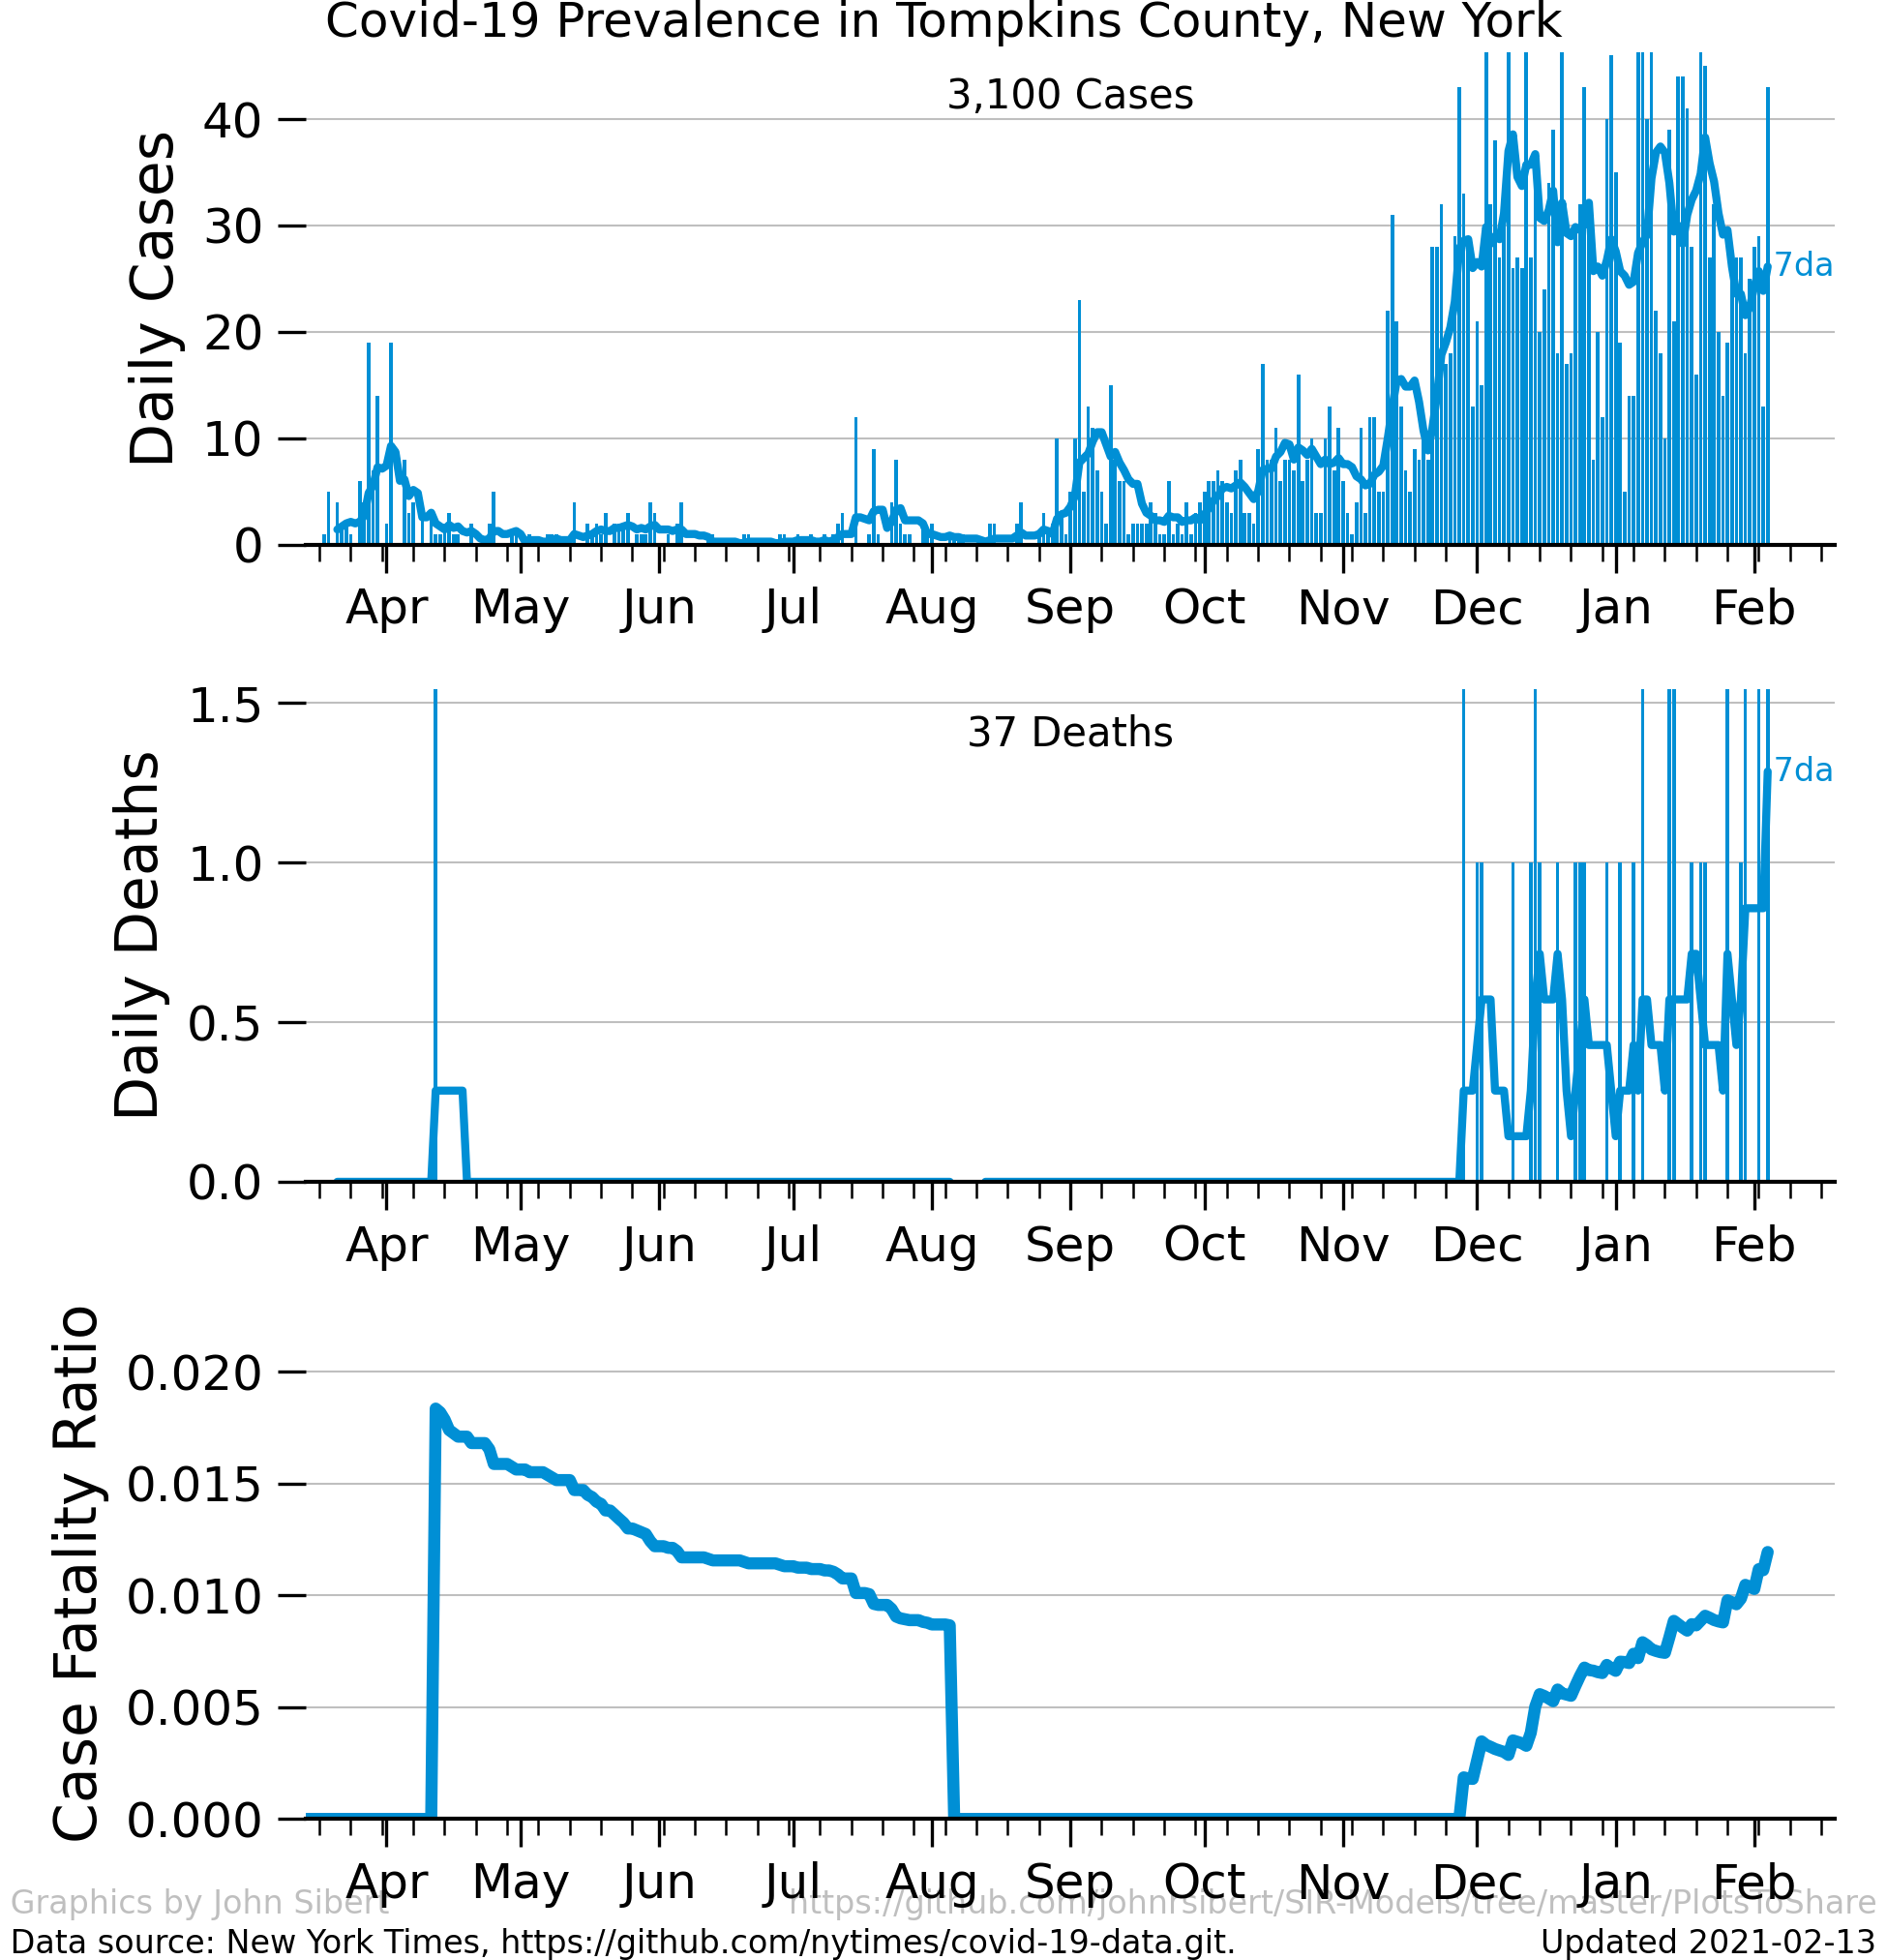 Covid-19 Prevalence in Tompkins County, New York
3,100 Cases
Daily Cases
40
30
20
10
0
7da
Apr May Jun Jul Aug Sep Oct Nov Dec Jan Feb
37 Deaths
Daily Deaths
1.5
1.0
0.5
0.0
7da
Apr May Jun Jul Aug Sep Oct Nov Dec Jan Feb
Case Fatality Ratio
0.020
0.015
0.010
0.005
0.000
Apr May Jun Jul Aug Sep Oct Nov Dec Jan Feb
Graphics by John Sibert https://github.com/johnrsibert/SIR-Models/tree/master/PlotsToShare
Data source: New York Times, https://github.com/nytimes/covid-19-data.git. Updated 2021-02-13